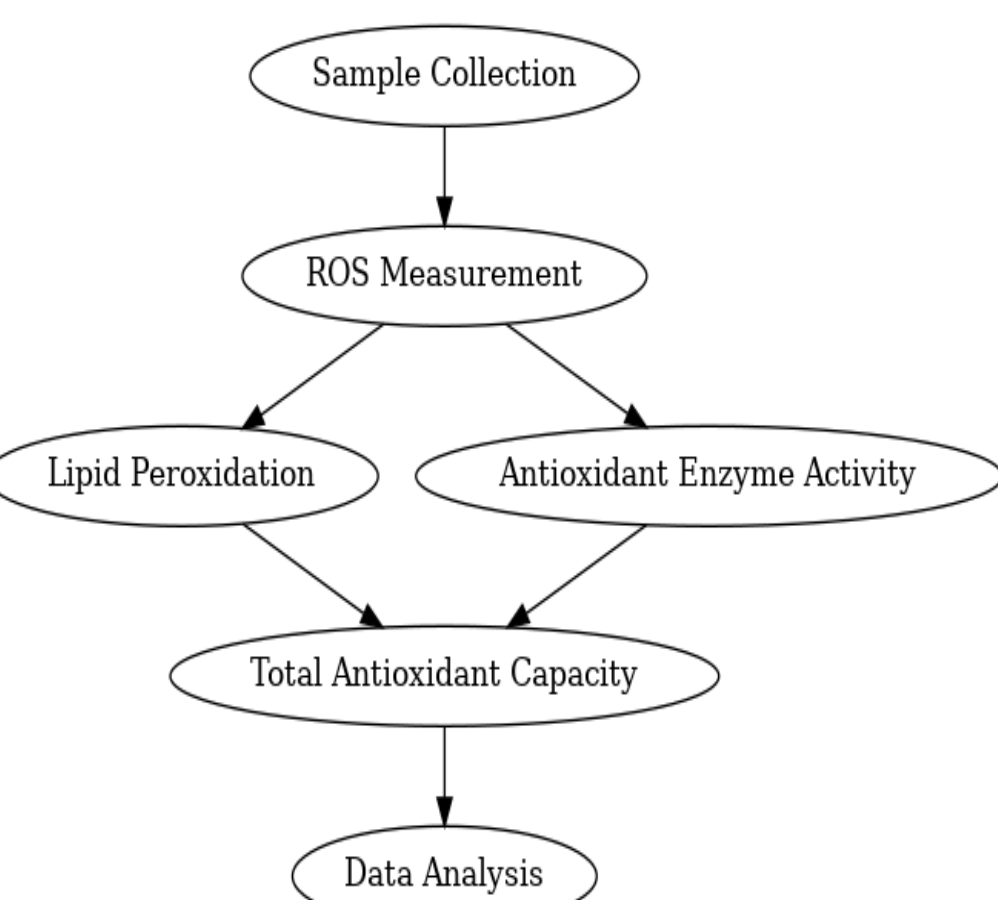 Sample Collection
ROS Measurement
Lipid Peroxidation
Antioxidant Enzyme Activity
Total Antioxidant Capacity
Data Analysis